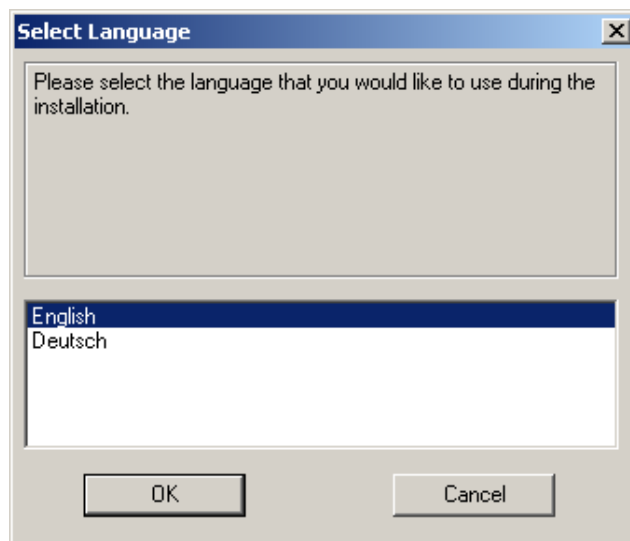 Select Language
Please select the language that you would like to use during the
installation.
English
Deutsch
OK
Cancel